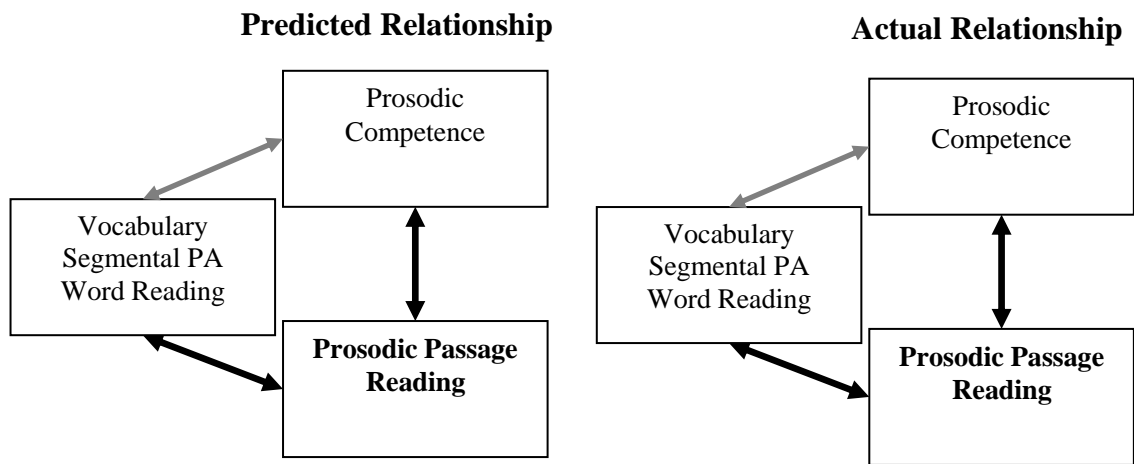 Predicted Relationship
Prosodic
Competence
Vocabulary
Segmental PA
Word Reading
Prosodic Passage
Reading
Actual Relationship
Prosodic
Competence
Vocabulary
Segmental PA
Word Reading
Prosodic Passage
Reading